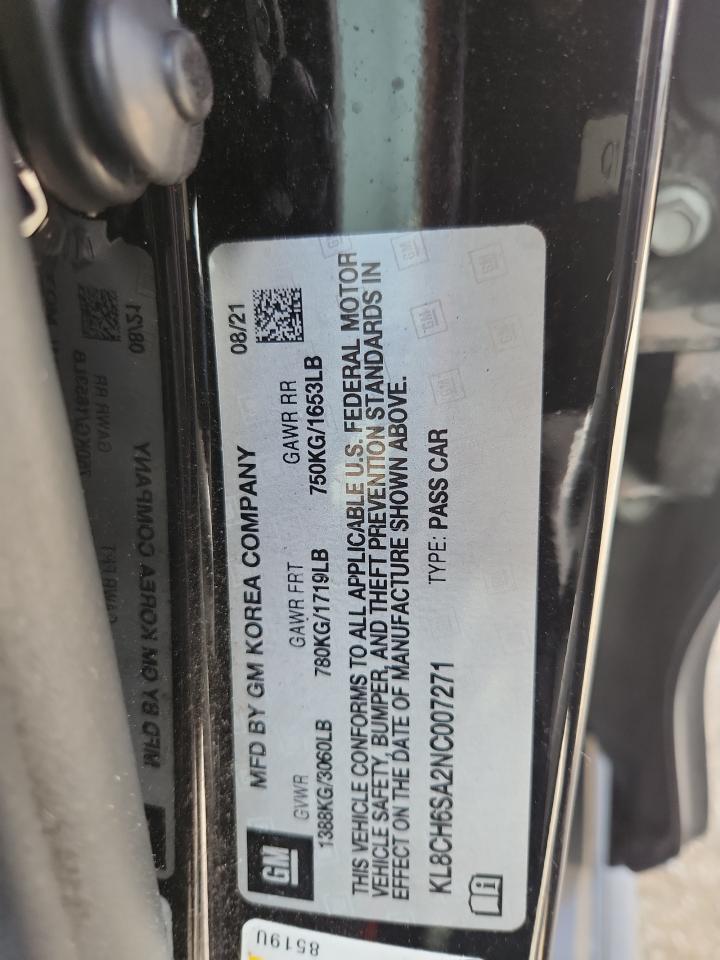 GM
MFD BY GM KOREA COMPANY 08/21
GVWR GAWR FRT GAWR RR
1388KG/3060LB 780KG/1719LB 750KG/1653LB
THIS VEHICLE CONFORMS TO ALL APPLICABLE U.S. FEDERAL MOTOR
VEHICLE SAFETY, BUMPER, AND THEFT PREVENTION STANDARDS IN
EFFECT ON THE DATE OF MANUFACTURE SHOWN ABOVE.
KL8CH6SA2NC007271 TYPE: PASS CAR
8519U